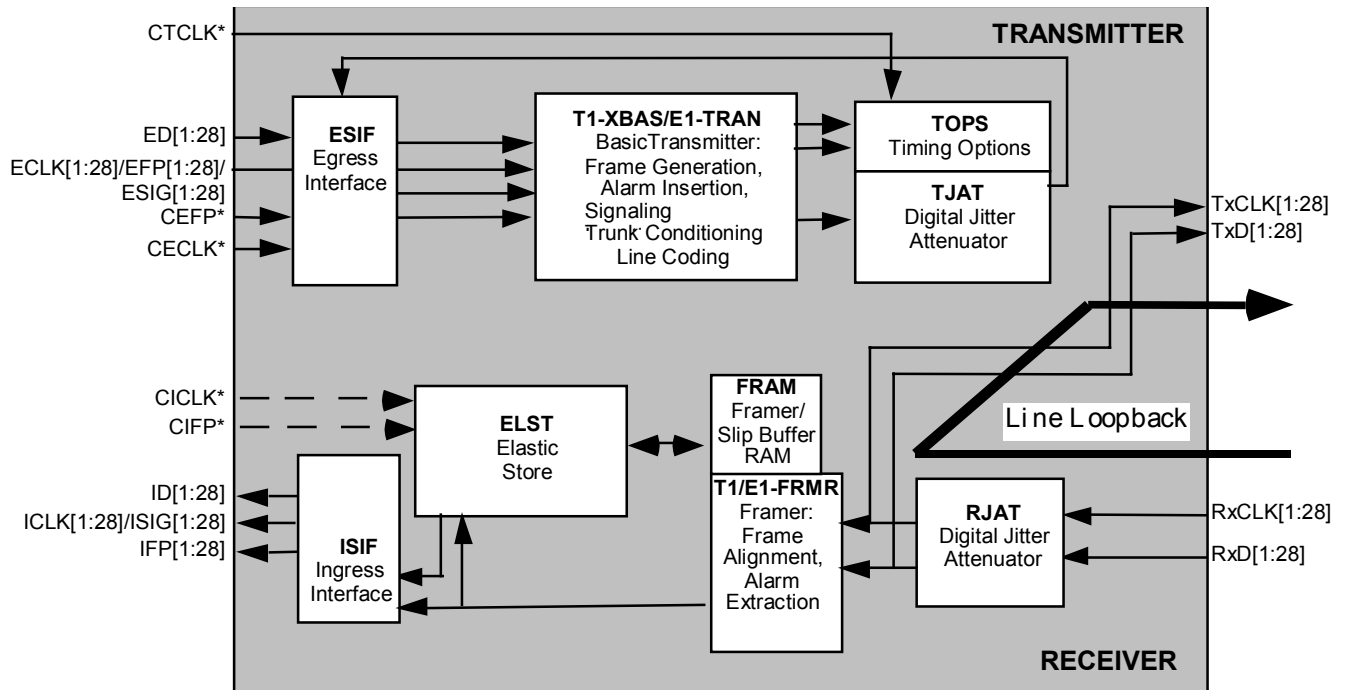 CTCLK*
TRANSMITTER
ED[1:28]
ECLK[1:28]/EFP[1:28]/
ESIG[1:28]
CEFP*
CECLK*
ESIF
Egress
Interface
T1-XBAS/E1-TRAN
BasicTransmitter:
Frame Generation,
Alarm Insertion,
Signaling
Trunk Conditioning
Line Coding
TOPS
Timing Options
TJAT
Digital Jitter
Attenuator
TxCLK[1:28]
TxD[1:28]
CICLK*
CIFP*
ELST
Elastic
Store
FRAM
Framer/
Slip Buffer
RAM
Line Loopback
ID[1:28]
ICLK[1:28]/ISIG[1:28]
IFP[1:28]
ISIF
Ingress
Interface
T1/E1-FRMR
Framer:
Frame
Alignment,
Alarm
Extraction
RJAT
Digital Jitter
Attenuator
RxCLK[1:28]
RxD[1:28]
RECEIVER